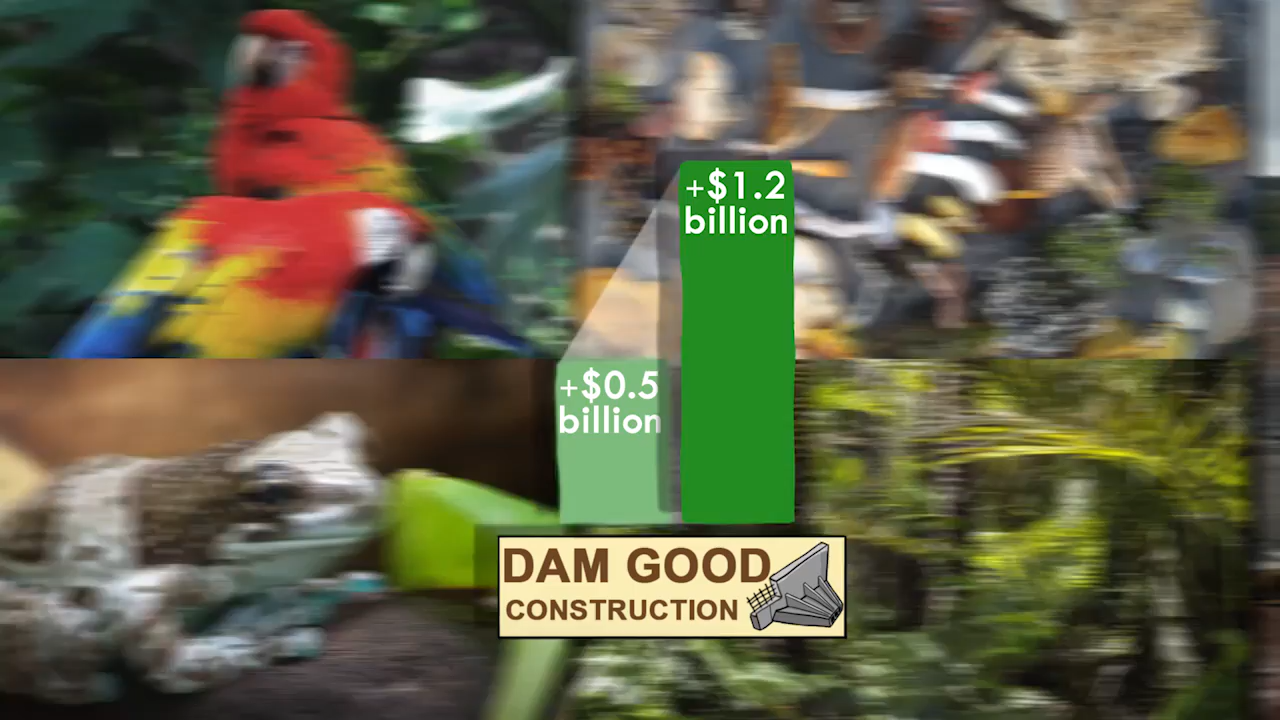 +$1.2
billion
+$0.5
billion
DAM GOOD
CONSTRUCTION